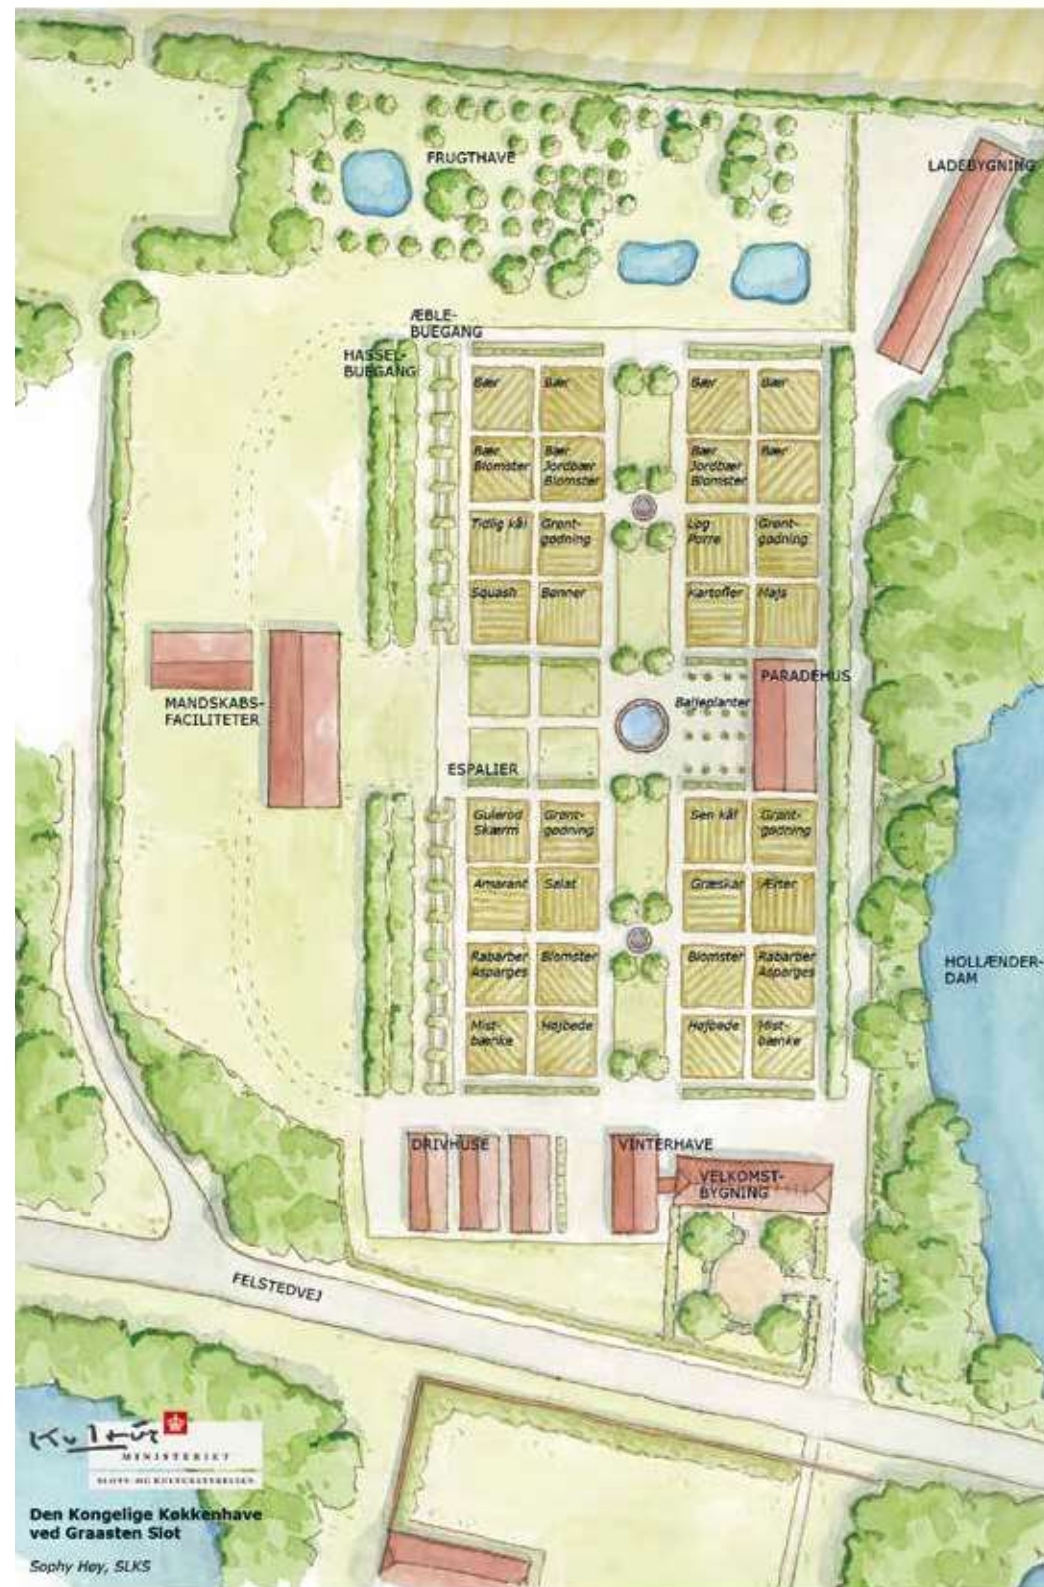 FRUGTHAVE
LADEBYGNING
ÆBLE-
BUEGANG
HASSEL-
BUEGANG
Bær
Bær
Bær
Bær
Bær
Blomster
Bær
Jordbær
Blomster
Bær
Jordbær
Blomster
Bær
Tidlig kål
Grønt-
gødning
Løg
Porre
Grønt-
gødning
Squash
Bønner
Kartofler
Majs
MANDSKABS-
FACILITETER
PARADEHUS
Baljeplanter
ESPALIER
Gulerod
Skærm
Grønt-
gødning
Sen kål
Grønt-
gødning
Amarant
Salat
Græskar
Ærter
Rabarber
Asparges
Blomster
Blomster
Rabarber
Asparges
HOLLÆNDER-
DAM
Mist-
bænke
Højbede
Højbede
Mist-
bænke
DRIVHUSE
VINTERHAVE
VELKOMST-
BYGNING
FELSTEDVEJ
Kultur
MINISTERIET
SLOTS- OG KULTURSTYRELSEN
Den Kongelige Køkkenhave
ved Graasten Slot
Sophy Høy, SLKS